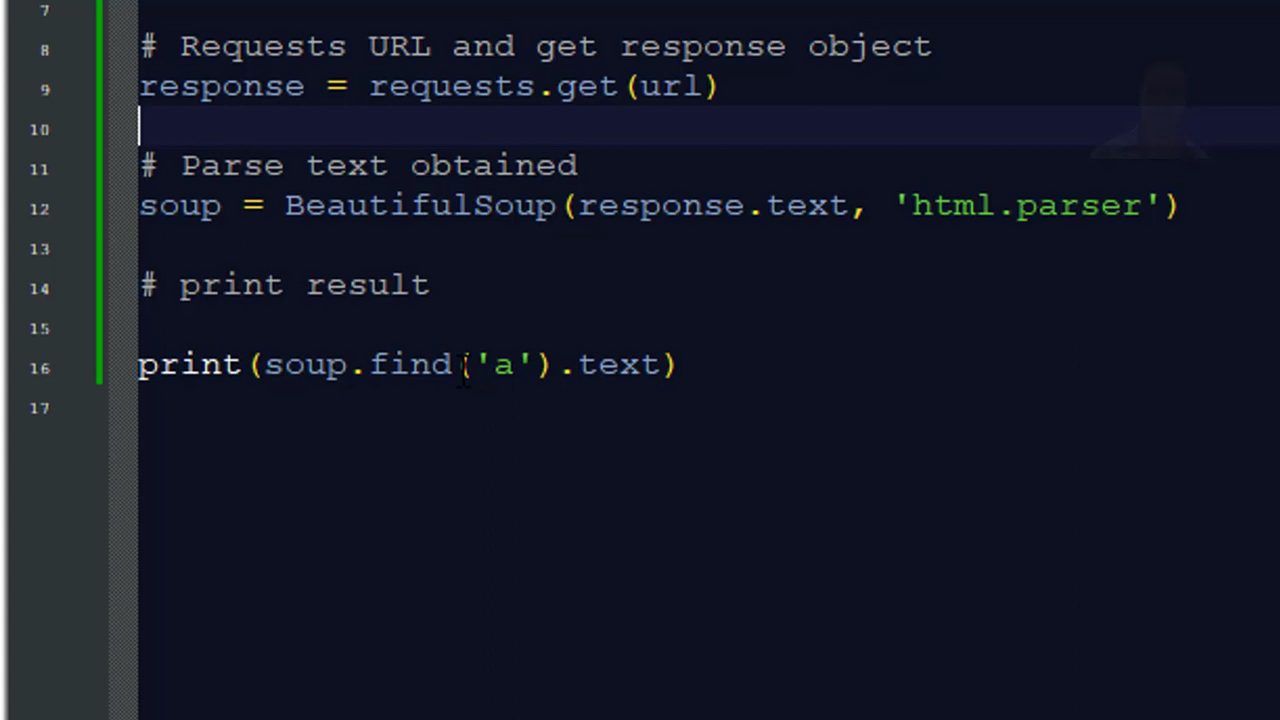 7
8 # Requests URL and get response object
9 response = requests.get(url)
10
11 # Parse text obtained
12 soup = BeautifulSoup(response.text, 'html.parser')
13
14 # print result
15
16 print(soup.find('a').text)
17